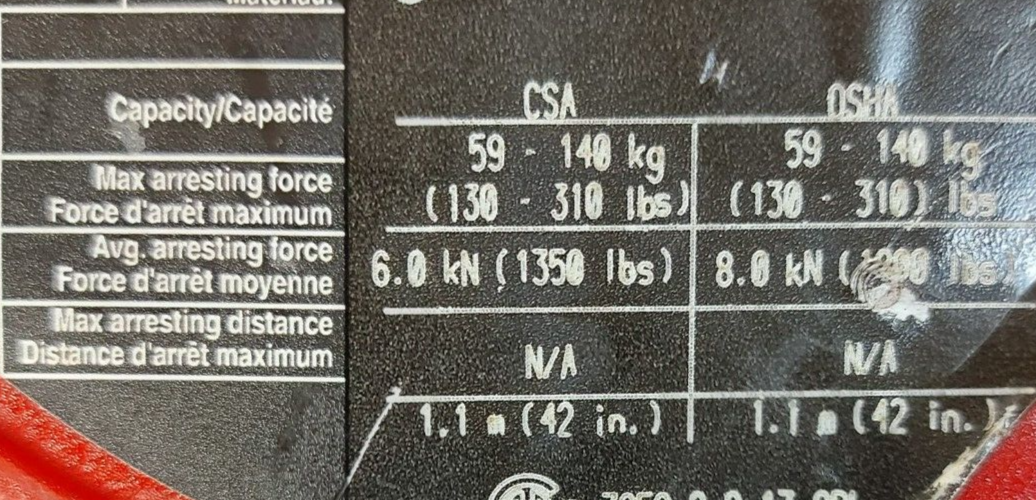 Capacity/Capacité
CSA OSHA
59 - 140 kg 59 - 140 kg
(130 - 310 lbs) (130 - 310) lbs
Max arresting force
Force d'arrêt maximum
6.0 kN (1350 lbs) 8.0 kN ( lbs.
Avg. arresting force
Force d'arrêt moyenne
N/A N/A
Max arresting distance
Distance d'arrêt maximum
1.1 m (42 in.) 1.1 m (42 in.)